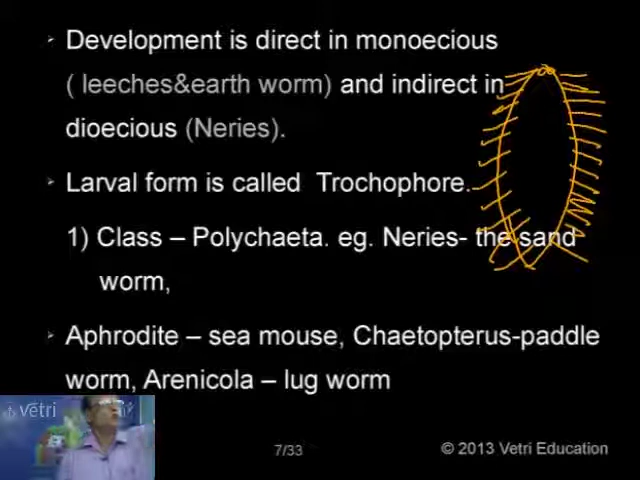 Development is direct in monoecious
( leeches&earth worm) and indirect in
dioecious (Neries).
Larval form is called Trochophore.
1) Class – Polychaeta. eg. Neries- the sand
worm,
Aphrodite – sea mouse, Chaetopterus-paddle
worm, Arenicola – lug worm
vetri
7/33
© 2013 Vetri Education